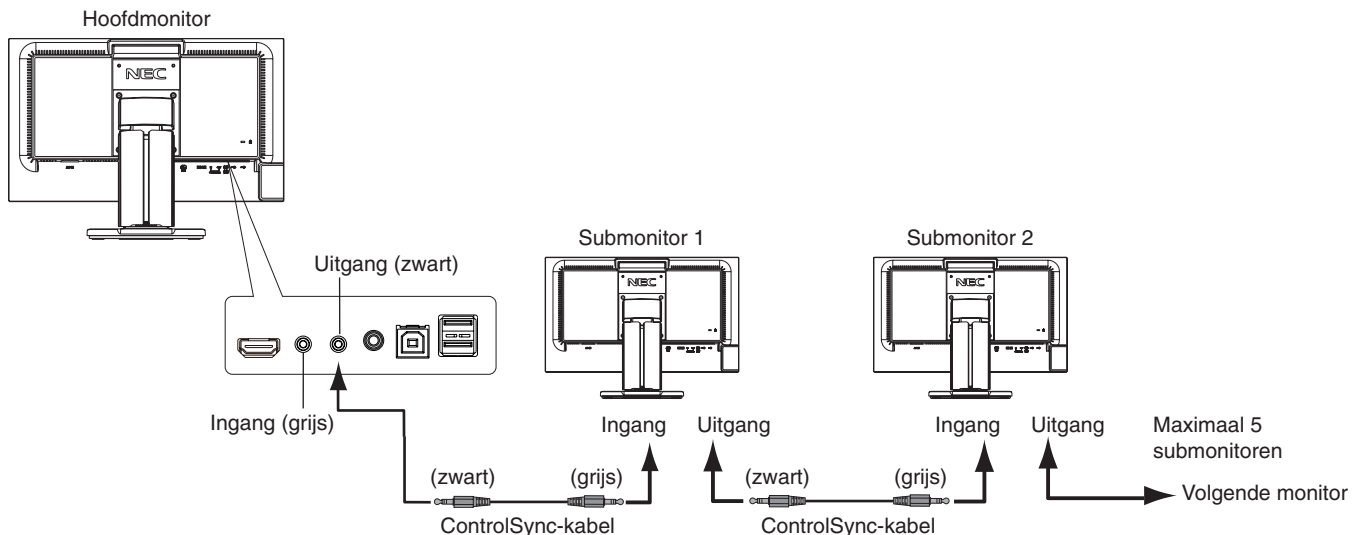 Hoofdmonitor
NEC
Uitgang (zwart)
Ingang (grijs)
Submonitor 1
NEC
Submonitor 2
NEC
Ingang
Uitgang
Ingang
Uitgang
Maximaal 5
submonitoren
Volgende monitor
(zwart)
(grijs)
ControlSync-kabel
(zwart)
(grijs)
ControlSync-kabel